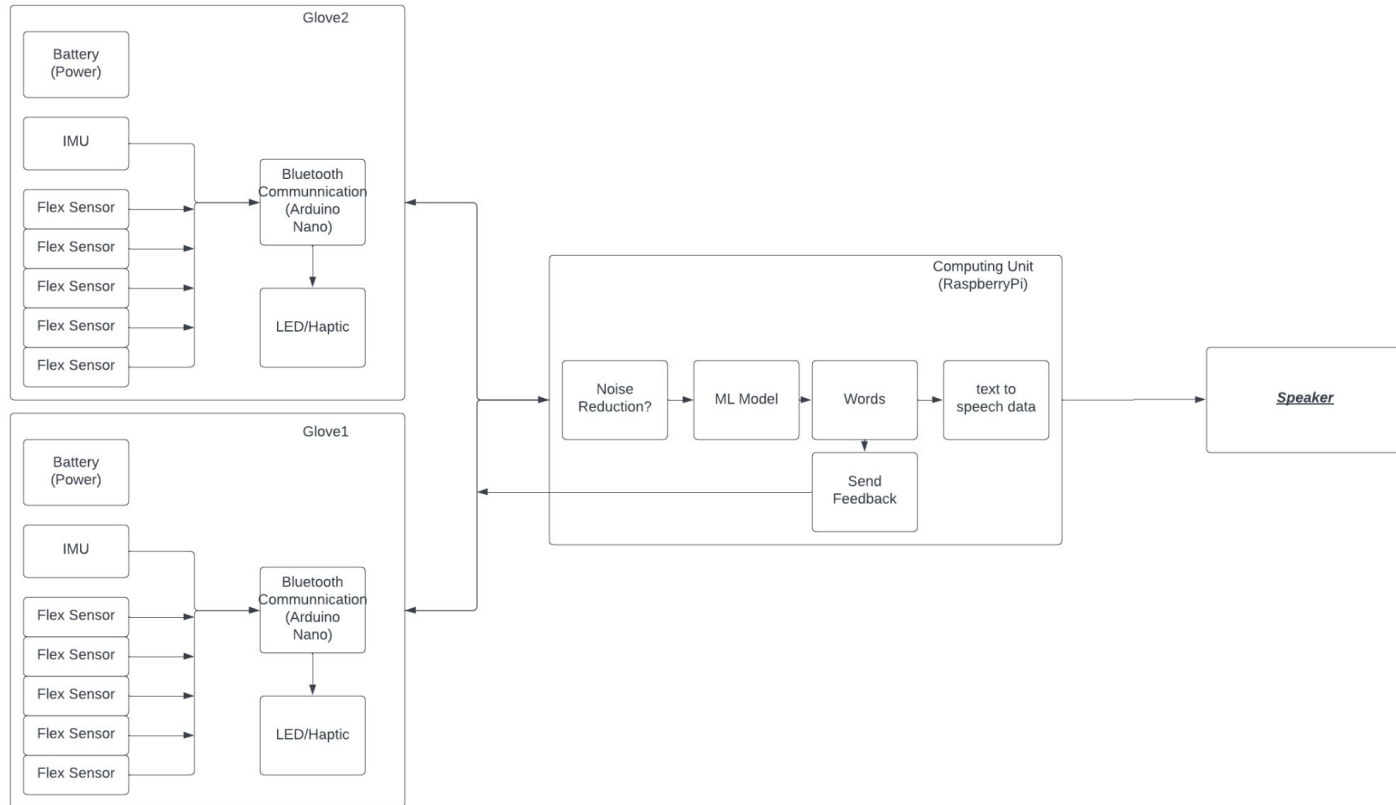 Glove2
Battery
(Power)
IMU
Flex Sensor
Flex Sensor
Flex Sensor
Flex Sensor
Flex Sensor
Bluetooth
Communnication
(Arduino
Nano)
LED/Haptic
Glove1
Battery
(Power)
IMU
Flex Sensor
Flex Sensor
Flex Sensor
Flex Sensor
Flex Sensor
Bluetooth
Communnication
(Arduino
Nano)
LED/Haptic
Computing Unit
(RaspberryPi)
Noise
Reduction?
ML Model
Words
text to
speech data
Send
Feedback
Speaker